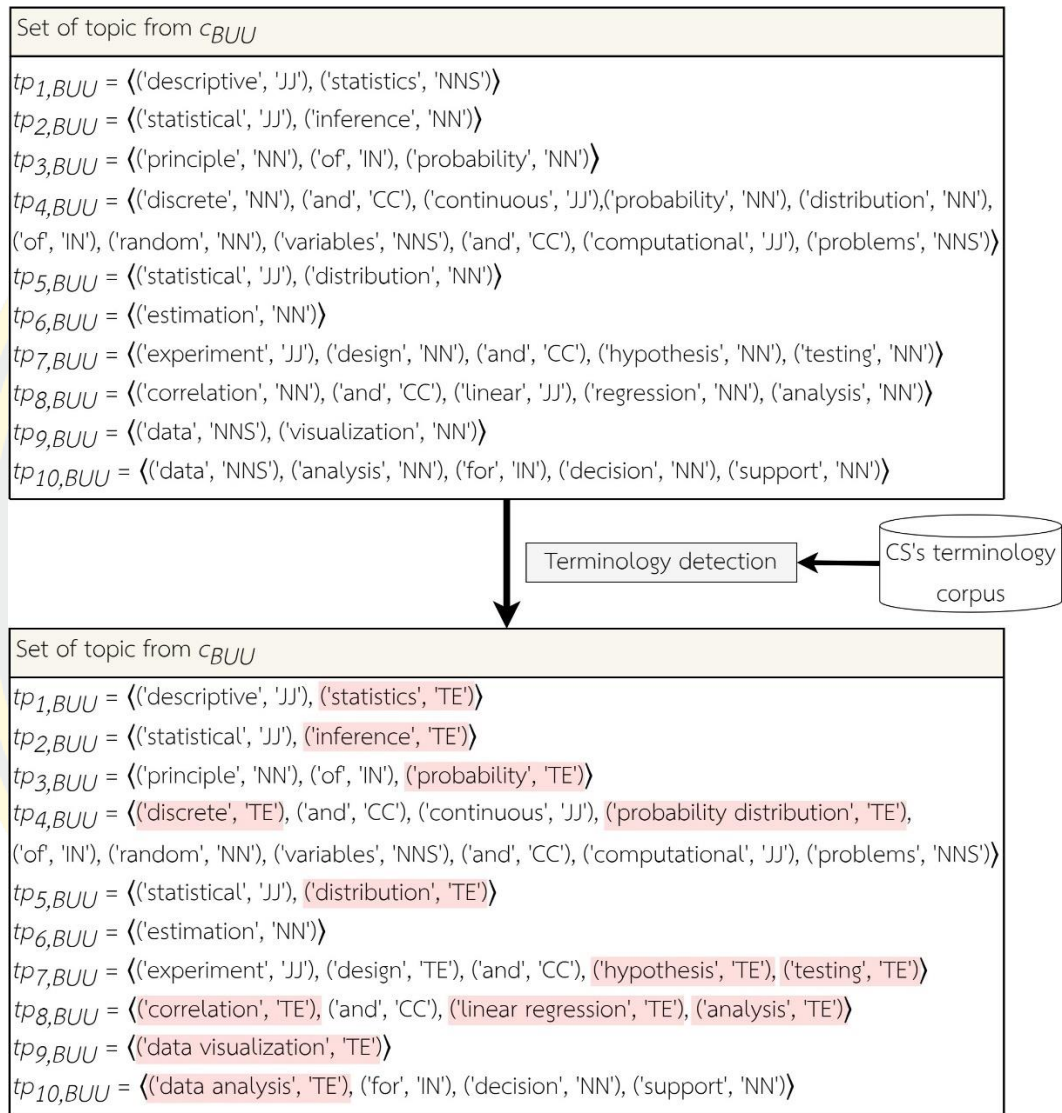 Set of topic from cBUU
tp1,BUU = ⟨('descriptive', 'JJ'), ('statistics', 'NNS')⟩
tp2,BUU = ⟨('statistical', 'JJ'), ('inference', 'NN')⟩
tp3,BUU = ⟨('principle', 'NN'), ('of', 'IN'), ('probability', 'NN')⟩
tp4,BUU = ⟨('discrete', 'NN'), ('and', 'CC'), ('continuous', 'JJ'),('probability', 'NN'), ('distribution', 'NN'),
('of', 'IN'), ('random', 'NN'), ('variables', 'NNS'), ('and', 'CC'), ('computational', 'JJ'), ('problems', 'NNS')⟩
tp5,BUU = ⟨('statistical', 'JJ'), ('distribution', 'NN')⟩
tp6,BUU = ⟨('estimation', 'NN')⟩
tp7,BUU = ⟨('experiment', 'JJ'), ('design', 'NN'), ('and', 'CC'), ('hypothesis', 'NN'), ('testing', 'NN')⟩
tp8,BUU = ⟨('correlation', 'NN'), ('and', 'CC'), ('linear', 'JJ'), ('regression', 'NN'), ('analysis', 'NN')⟩
tp9,BUU = ⟨('data', 'NNS'), ('visualization', 'NN')⟩
tp10,BUU = ⟨('data', 'NNS'), ('analysis', 'NN'), ('for', 'IN'), ('decision', 'NN'), ('support', 'NN')⟩
Terminology detection
CS's terminology
corpus
Set of topic from cBUU
tp1,BUU = ⟨('descriptive', 'JJ'), ('statistics', 'TE')⟩
tp2,BUU = ⟨('statistical', 'JJ'), ('inference', 'TE')⟩
tp3,BUU = ⟨('principle', 'NN'), ('of', 'IN'), ('probability', 'TE')⟩
tp4,BUU = ⟨('discrete', 'TE'), ('and', 'CC'), ('continuous', 'JJ'), ('probability distribution', 'TE'),
('of', 'IN'), ('random', 'NN'), ('variables', 'NNS'), ('and', 'CC'), ('computational', 'JJ'), ('problems', 'NNS')⟩
tp5,BUU = ⟨('statistical', 'JJ'), ('distribution', 'TE')⟩
tp6,BUU = ⟨('estimation', 'NN')⟩
tp7,BUU = ⟨('experiment', 'JJ'), ('design', 'TE'), ('and', 'CC'), ('hypothesis', 'TE'), ('testing', 'TE')⟩
tp8,BUU = ⟨('correlation', 'TE'), ('and', 'CC'), ('linear regression', 'TE'), ('analysis', 'TE')⟩
tp9,BUU = ⟨('data visualization', 'TE')⟩
tp10,BUU = ⟨('data analysis', 'TE'), ('for', 'IN'), ('decision', 'NN'), ('support', 'NN')⟩